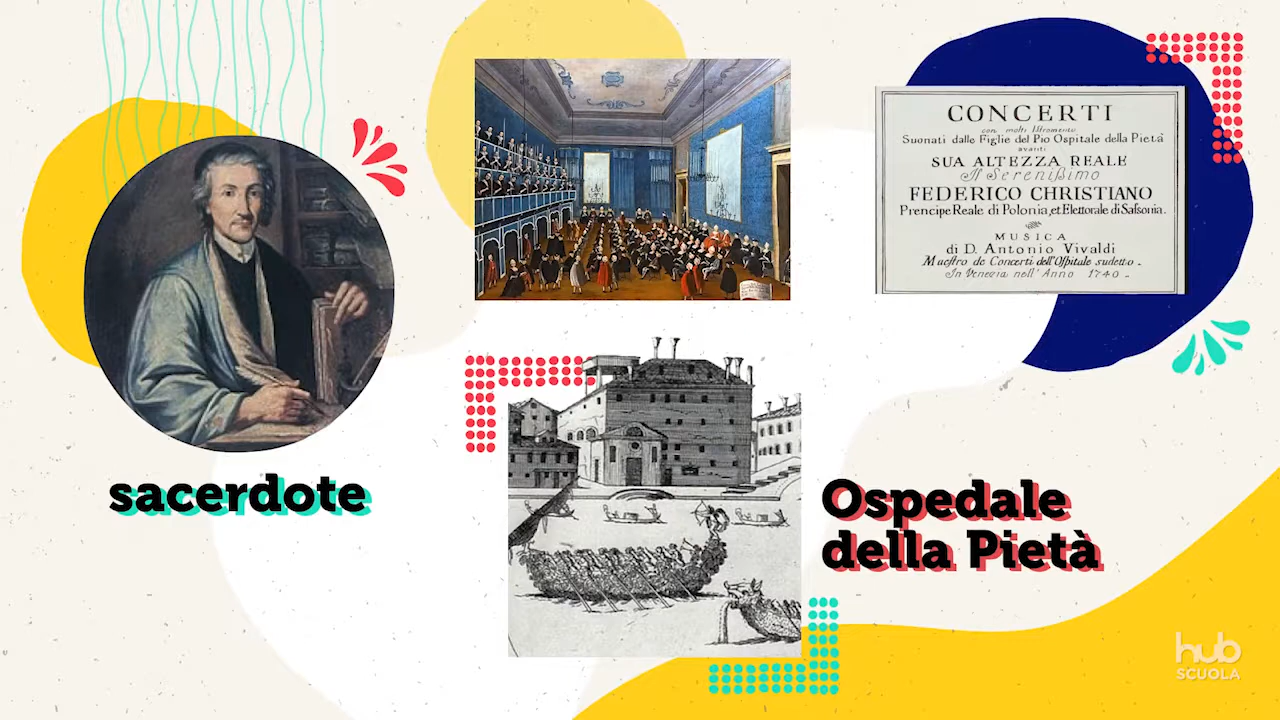 CONCERTI
con molti Istromenti
Suonati dalle Figlie del Pio Ospitale della Pietà
avanti
SUA ALTEZZA REALE
Il Serenissimo
FEDERICO CHRISTIANO
Prencipe Reale di Polonia, et Elettorale di Saſsonia.
MUSICA
di D. Antonio Vivaldi
Maeſtro de Concerti dell'Oſpitale sudetto.
In Venezia nell' Anno 1740.
sacerdote
Ospedale
della Pietà
hub
SCUOLA